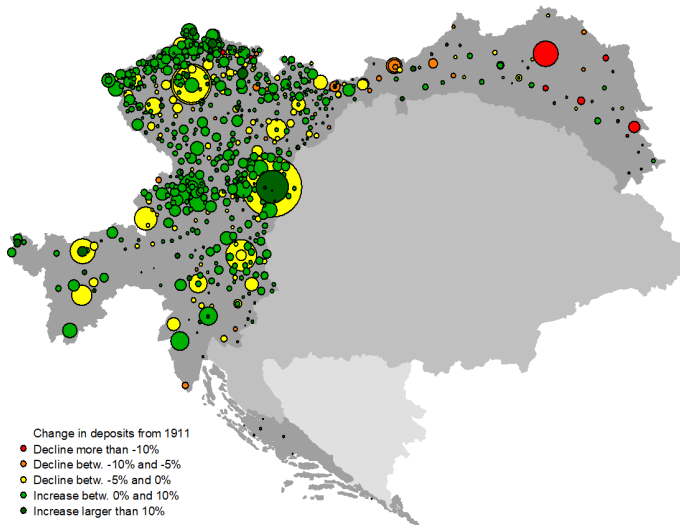 Change in deposits from 1911
Decline more than -10%
Decline betw. -10% and -5%
Decline betw. -5% and 0%
Increase betw. 0% and 10%
Increase larger than 10%